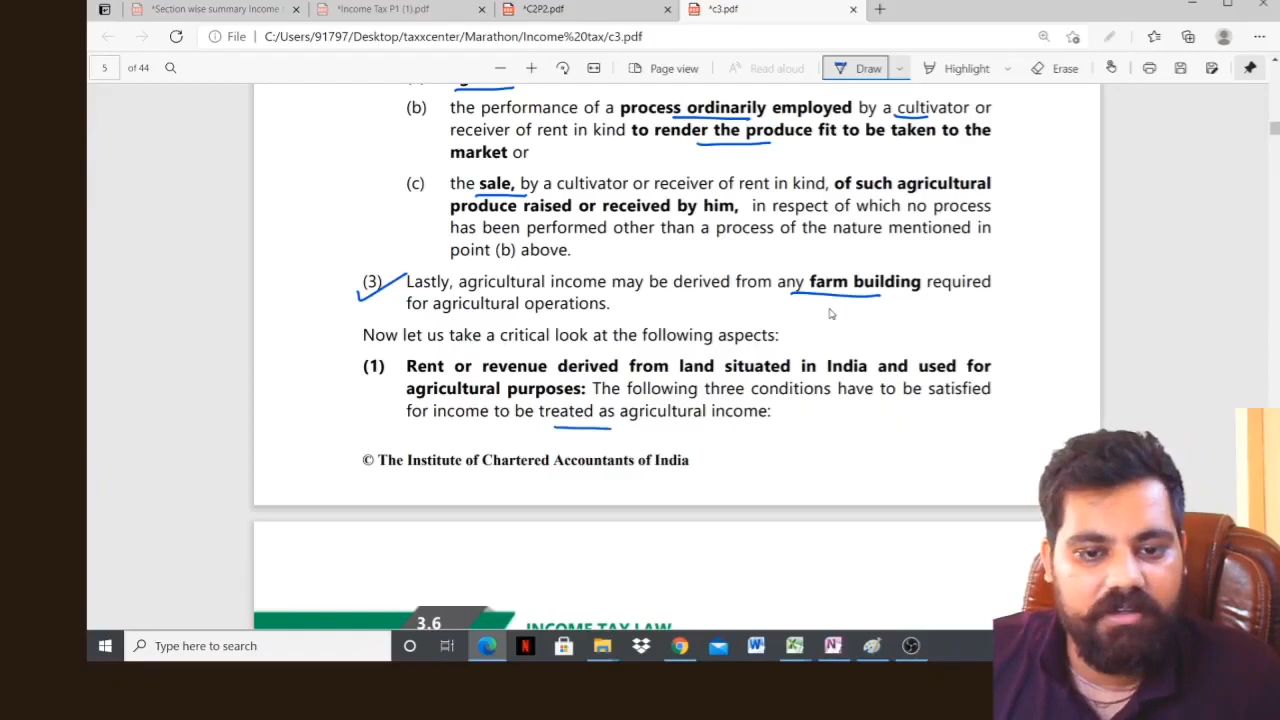 *Section wise summary Income
*Income Tax P1 (1).pdf
*C2P2.pdf
*c3.pdf
File
C:/Users/91797/Desktop/taxxcenter/Marathon/Income%20tax/c3.pdf
5 of 44
Page view
Read aloud
Draw
Highlight
Erase
(b) the performance of a process ordinarily employed by a cultivator or
receiver of rent in kind to render the produce fit to be taken to the
market or
(c) the sale, by a cultivator or receiver of rent in kind, of such agricultural
produce raised or received by him, in respect of which no process
has been performed other than a process of the nature mentioned in
point (b) above.
(3) Lastly, agricultural income may be derived from any farm building required
for agricultural operations.
Now let us take a critical look at the following aspects:
(1) Rent or revenue derived from land situated in India and used for
agricultural purposes: The following three conditions have to be satisfied
for income to be treated as agricultural income:
© The Institute of Chartered Accountants of India
3.6
INCOME TAX LAW
Type here to search